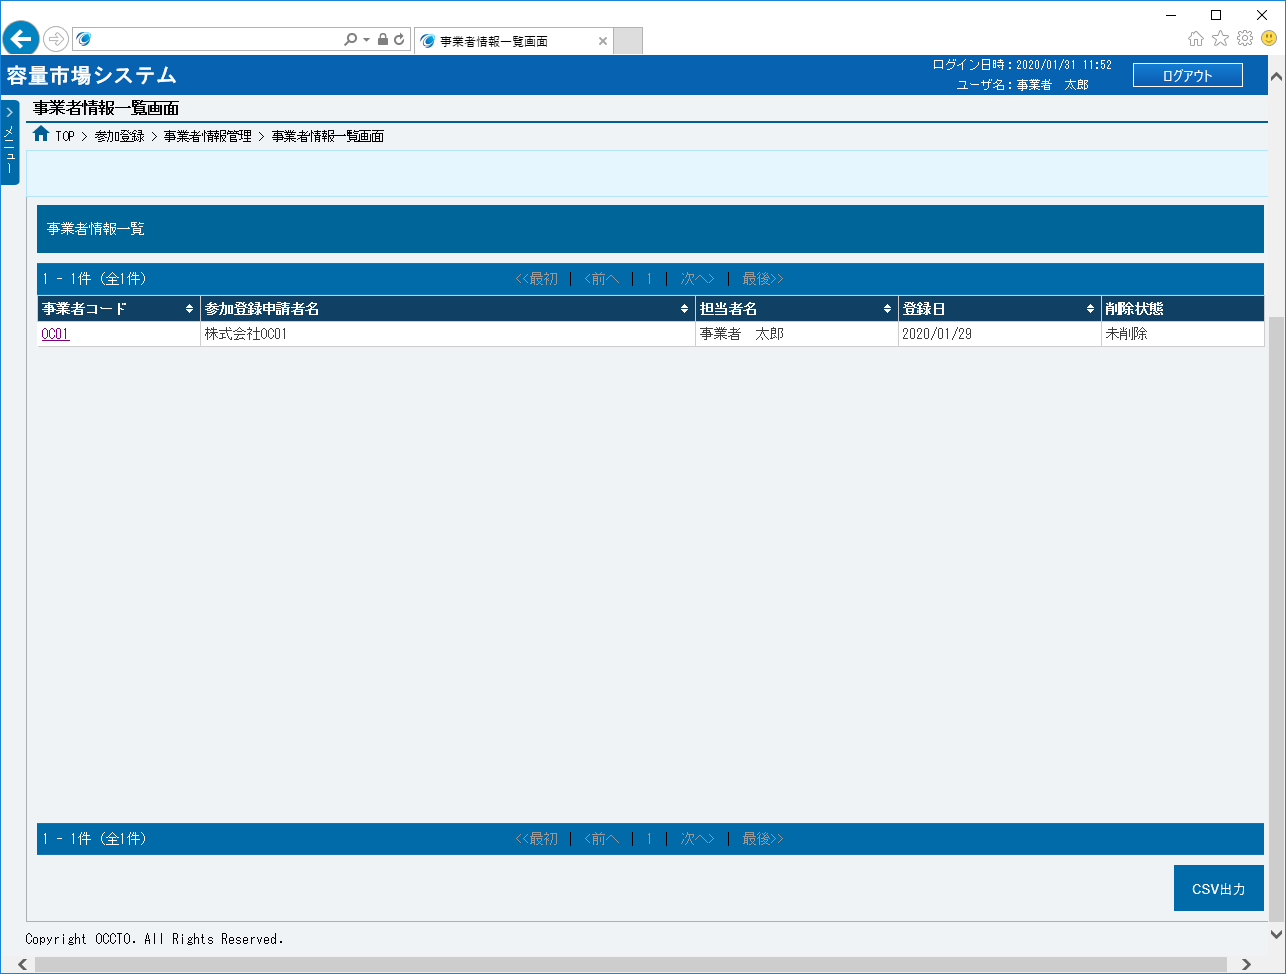 事業者情報一覧画面
容量市場システム
ログイン日時：2020/01/31 11:52
ユーザ名：事業者　太郎
ログアウト
メニュー
事業者情報一覧画面
TOP > 参加登録 > 事業者情報管理 > 事業者情報一覧画面
事業者情報一覧
1 - 1件 (全1件) <<最初 | <前へ | 1 | 次へ> | 最後>>
事業者コード 参加登録申請者名 担当者名 登録日 削除状態
0C01 株式会社0C01 事業者　太郎 2020/01/29 未削除
1 - 1件 (全1件) <<最初 | <前へ | 1 | 次へ> | 最後>>
CSV出力
Copyright OCCTO. All Rights Reserved.